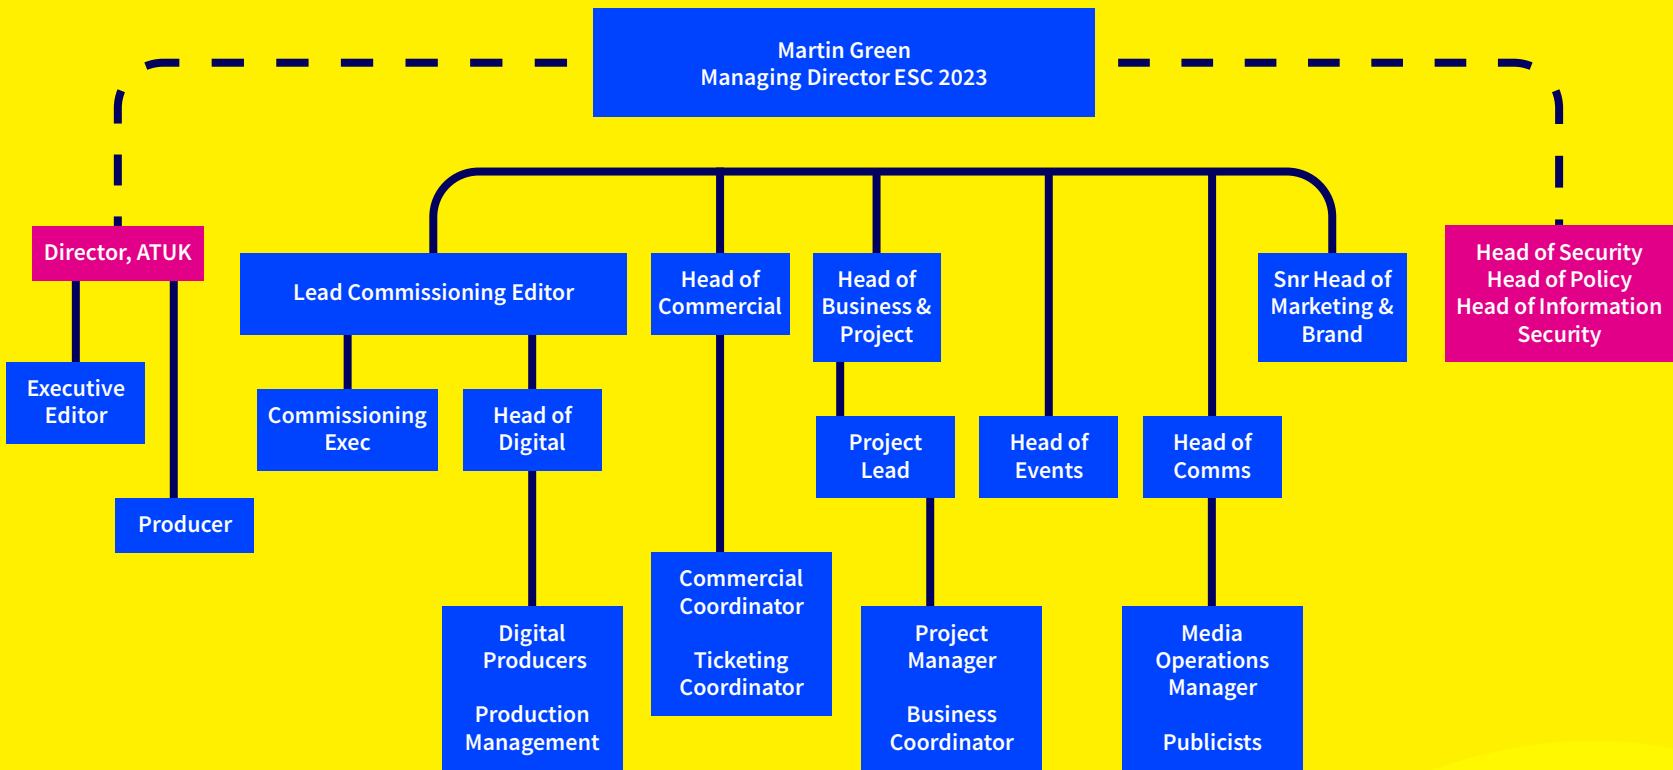 Martin Green
Managing Director ESC 2023
Director, ATUK
Executive
Editor
Producer
Lead Commissioning Editor
Commissioning
Exec
Head of
Digital
Digital
Producers
Production
Management
Head of
Commercial
Commercial
Coordinator
Ticketing
Coordinator
Head of
Business &
Project
Project
Lead
Project
Manager
Business
Coordinator
Head of
Events
Head of
Comms
Media
Operations
Manager
Publicists
Snr Head of
Marketing &
Brand
Head of Security
Head of Policy
Head of Information
Security